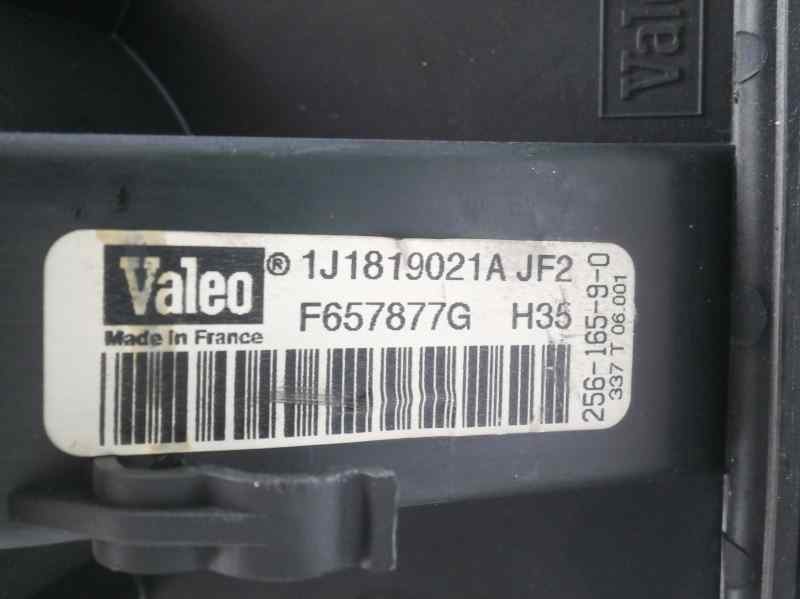 Valeo
Valeo ® 1J1819021A JF2
F657877G H35
Made in France
256-165-9-0
337 T 06.001